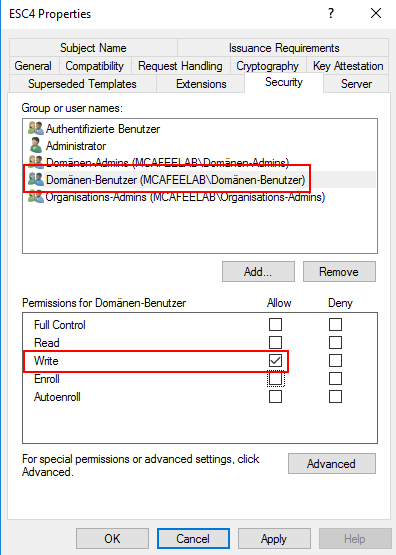 ESC4 Properties
Subject Name Issuance Requirements
General Compatibility Request Handling Cryptography Key Attestation
Superseded Templates Extensions Security Server
Group or user names:
Authentifizierte Benutzer
Administrator
Domänen-Admins (MCAFEELAB\Domänen-Admins)
Domänen-Benutzer (MCAFEELAB\Domänen-Benutzer)
Organisations-Admins (MCAFEELAB\Organisations-Admins)
Add... Remove
Permissions for Domänen-Benutzer Allow Deny
Full Control
Read
Write
Enroll
Autoenroll
For special permissions or advanced settings, click
Advanced.
Advanced
OK Cancel Apply Help